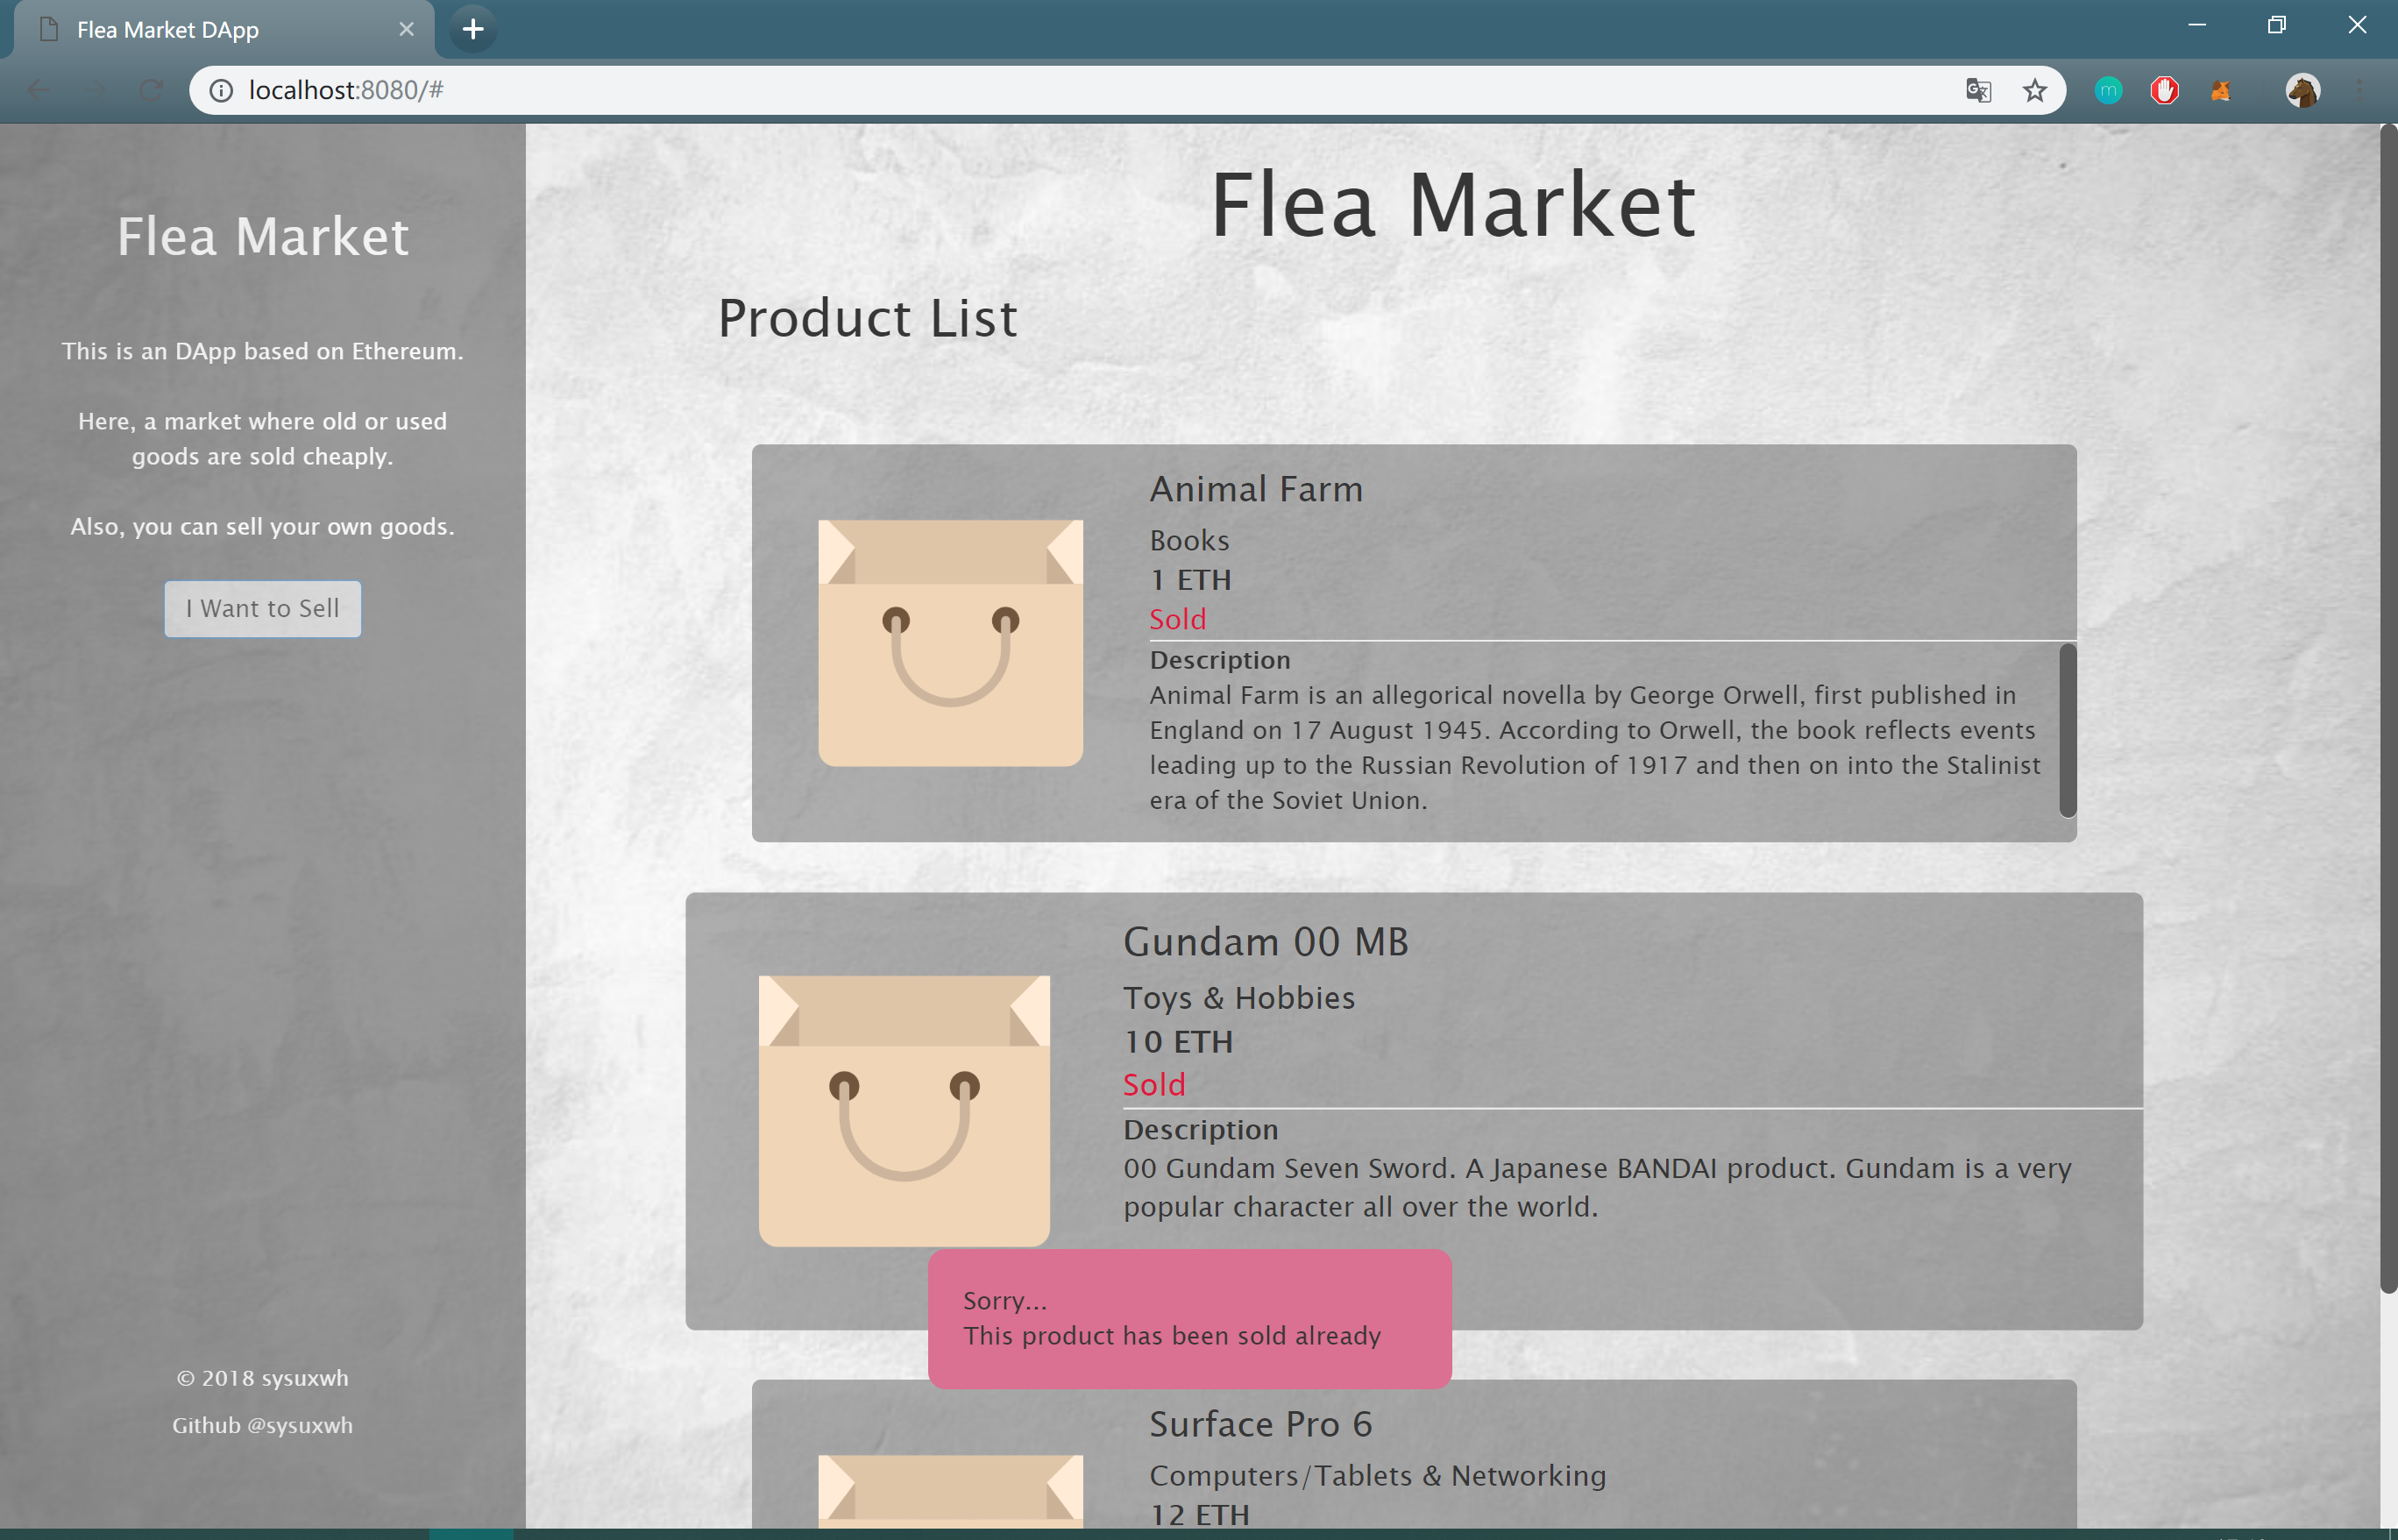 Flea Market DApp
localhost:8080/#
Flea Market
This is an DApp based on Ethereum.
Here, a market where old or used
goods are sold cheaply.
Also, you can sell your own goods.
I Want to Sell
© 2018 sysuxwh
Github @sysuxwh
Flea Market
Product List
Animal Farm
Books
1 ETH
Sold
Description
Animal Farm is an allegorical novella by George Orwell, first published in
England on 17 August 1945. According to Orwell, the book reflects events
leading up to the Russian Revolution of 1917 and then on into the Stalinist
era of the Soviet Union.
Gundam 00 MB
Toys & Hobbies
10 ETH
Sold
Description
00 Gundam Seven Sword. A Japanese BANDAI product. Gundam is a very
popular character all over the world.
Sorry...
This product has been sold already
Surface Pro 6
Computers/Tablets & Networking
12 ETH